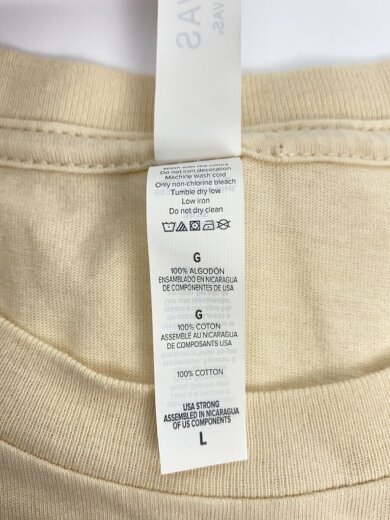 VAS.
VAS
Wash with like colors
Do not iron decoration
Machine wash cold
Only non-chlorine bleach
Tumble dry low
Low iron
Do not dry clean
G
100% ALGODÓN
ENSAMBLADO EN NICARAGUA
DE COMPONENTES DE USA
G
100% COTON
ASSEMBLÉ AU NICARAGUA
DE COMPOSANTS USA
100% COTTON
USA STRONG
ASSEMBLED IN NICARAGUA
OF US COMPONENTS
L